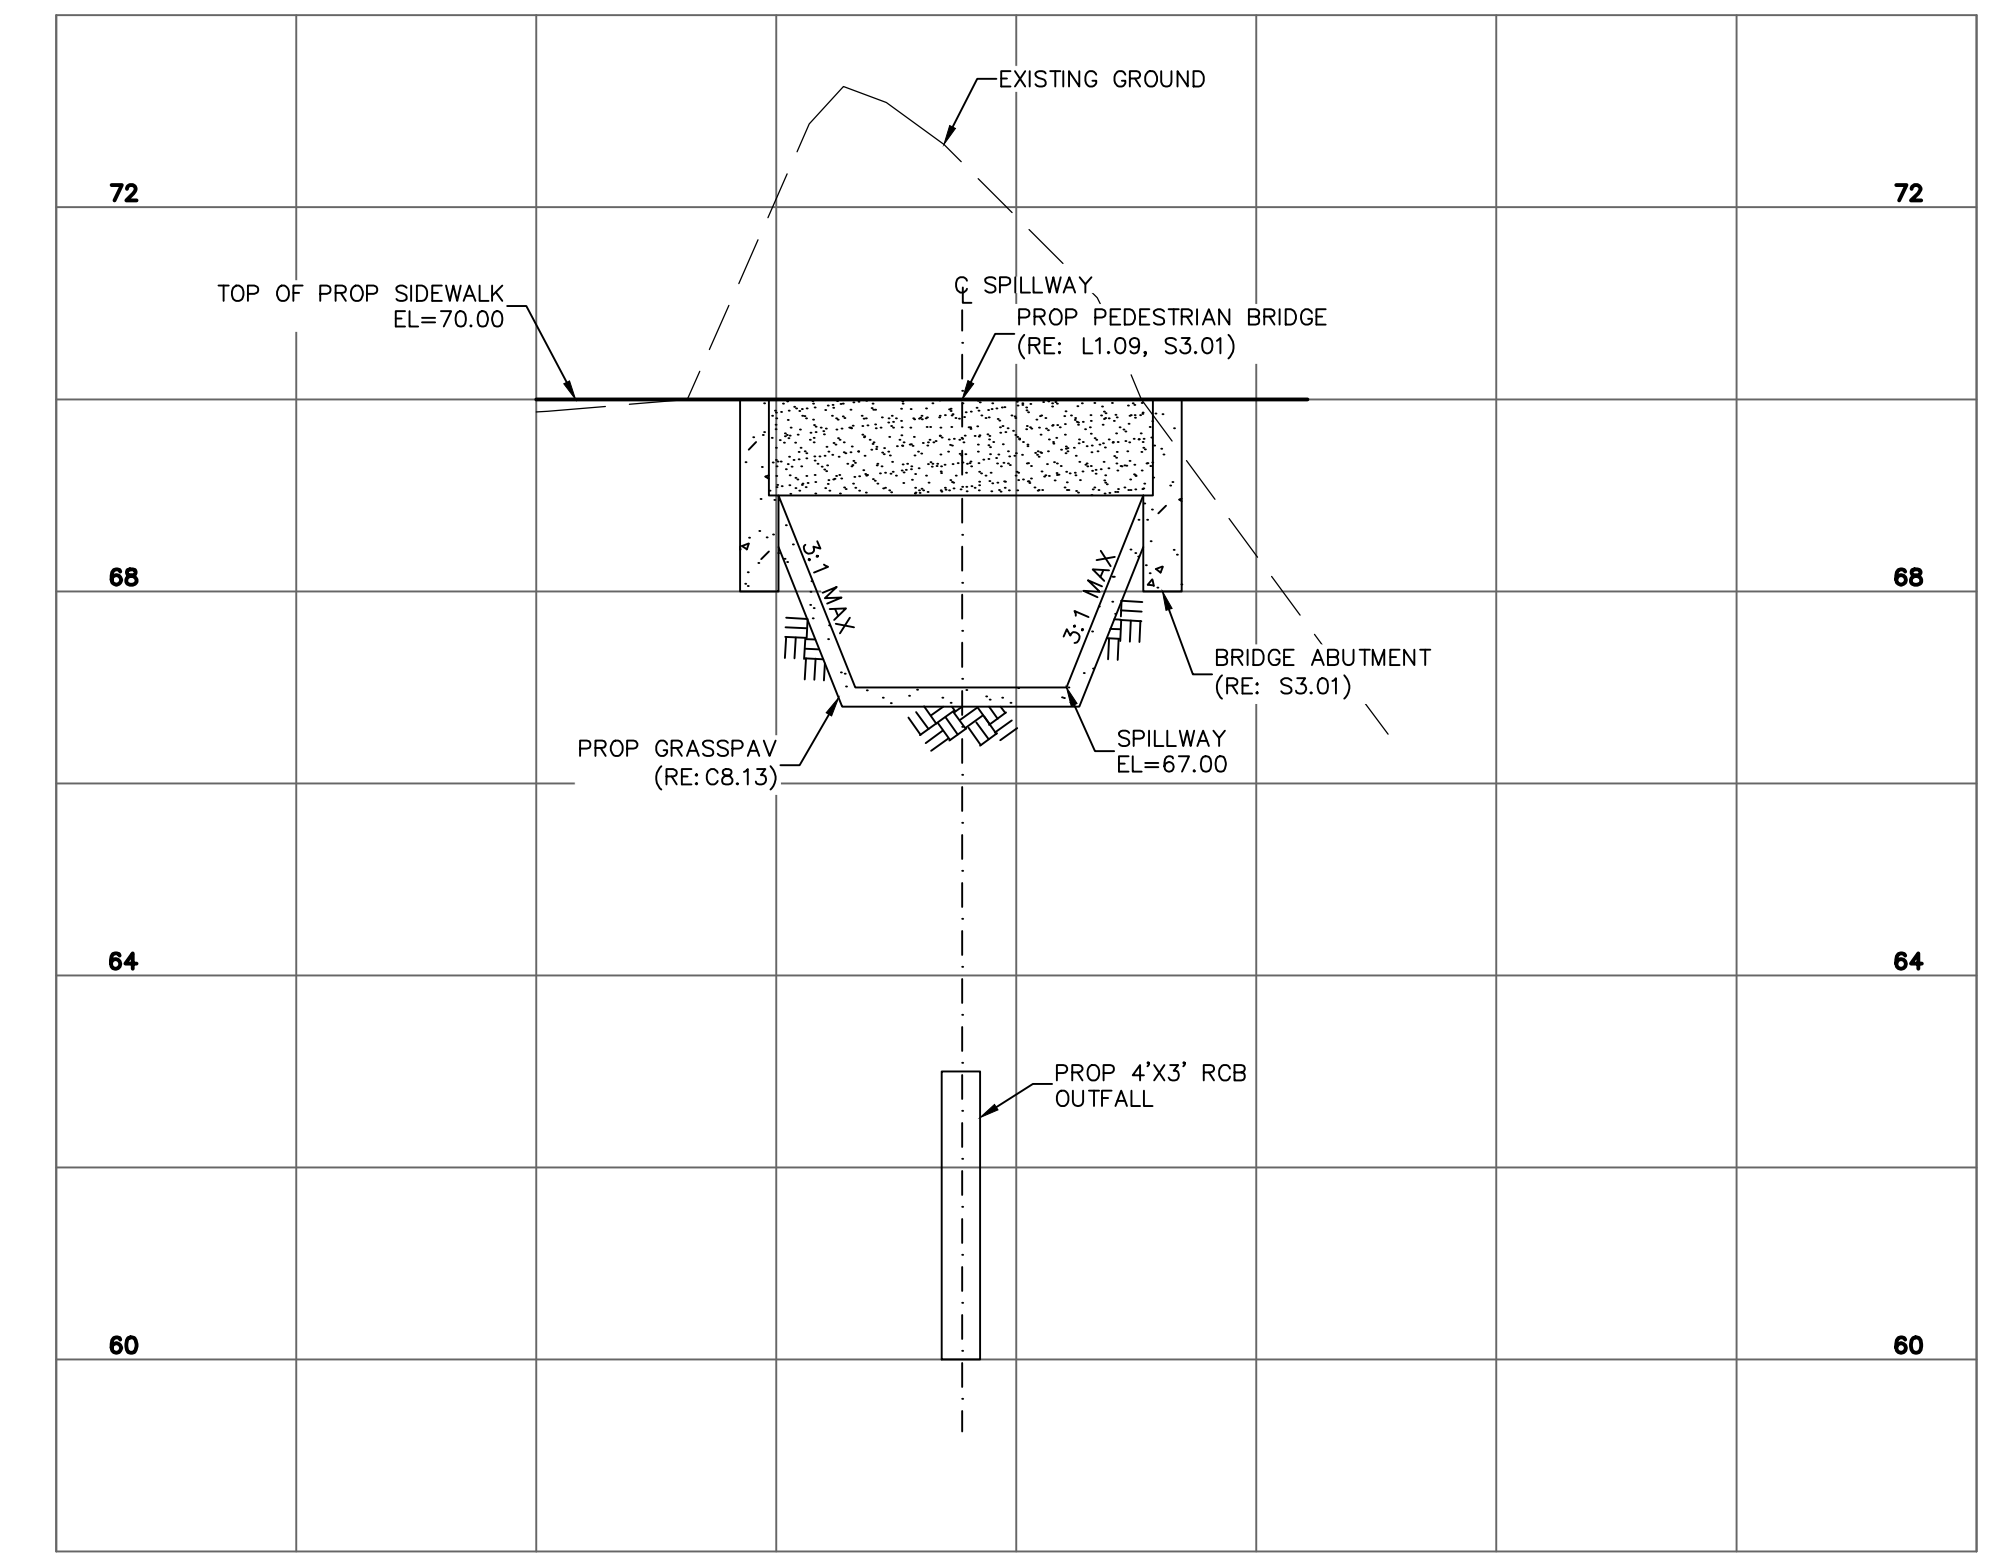 EXISTING GROUND
72
72
TOP OF PROP SIDEWALK
EL=70.00
℄ SPILLWAY
PROP PEDESTRIAN BRIDGE
(RE: L1.09, S3.01)
68
68
3:1 MAX
3:1 MAX
BRIDGE ABUTMENT
(RE: S3.01)
PROP GRASSPAV
(RE:C8.13)
SPILLWAY
EL=67.00
64
64
PROP 4'X3' RCB
OUTFALL
60
60